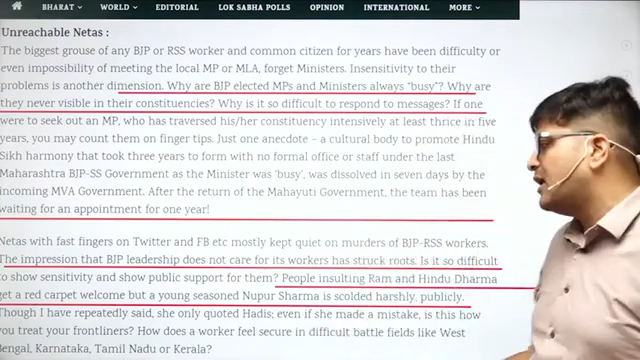 BHARAT WORLD EDITORIAL LOK SABHA POLLS OPINION INTERNATIONAL MORE
Unreachable Netas :
The biggest grouse of any BJP or RSS worker and common citizen for years have been difficulty or
even impossibility of meeting the local MP or MLA, forget Ministers. Insensitivity to their
problems is another dimension. Why are BJP elected MPs and Ministers always "busy"? Why are
they never visible in their constituencies? Why is it so difficult to respond to messages? If one
were to seek out an MP, who has traversed his/her constituency intensively at least thrice in five
years, you may count them on finger tips. Just one anecdote – a cultural body to promote Hindu
Sikh harmony that took three years to form with no formal office or staff under the last
Maharashtra BJP-SS Government as the Minister was 'busy', was dissolved in seven days by the
incoming MVA Government. After the return of the Mahayuti Government, the team has been
waiting for an appointment for one year!
Netas with fast fingers on Twitter and FB etc mostly kept quiet on murders of BJP-RSS workers.
The impression that BJP leadership does not care for its workers has struck roots. Is it so difficult
to show sensitivity and show public support for them? People insulting Ram and Hindu Dharma
get a red carpet welcome but a young seasoned Nupur Sharma is scolded harshly, publicly.
Though I have repeatedly said, she only quoted Hadis; even if she made a mistake, is this how
you treat your frontliners? How does a worker feel secure in difficult battle fields like West
Bengal, Karnataka, Tamil Nadu or Kerala?